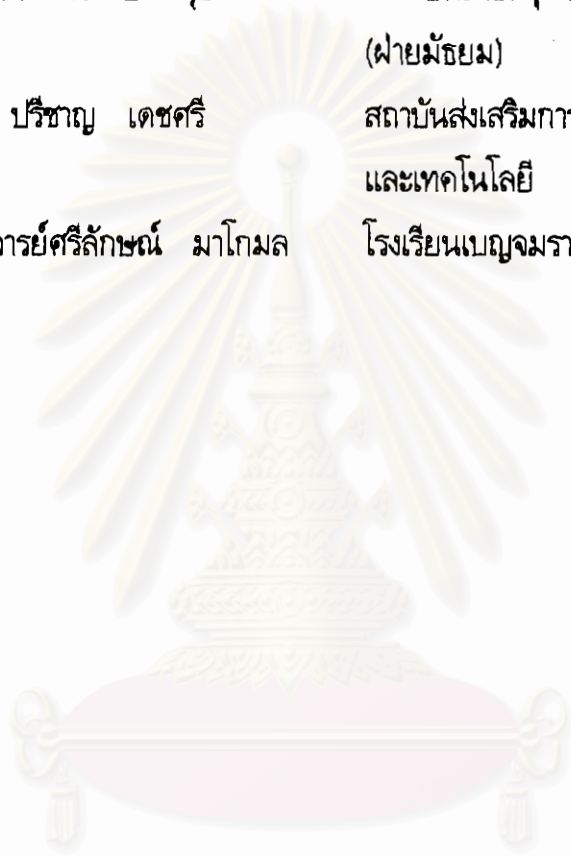 (ฝ่ายมัธยม)
ปรีชาญ เดชศรี สถาบันส่งเสริมการ
และเทคโนโลยี
ารย์ศรีลักษณ์ มาโกมล โรงเรียนเบญจมรา